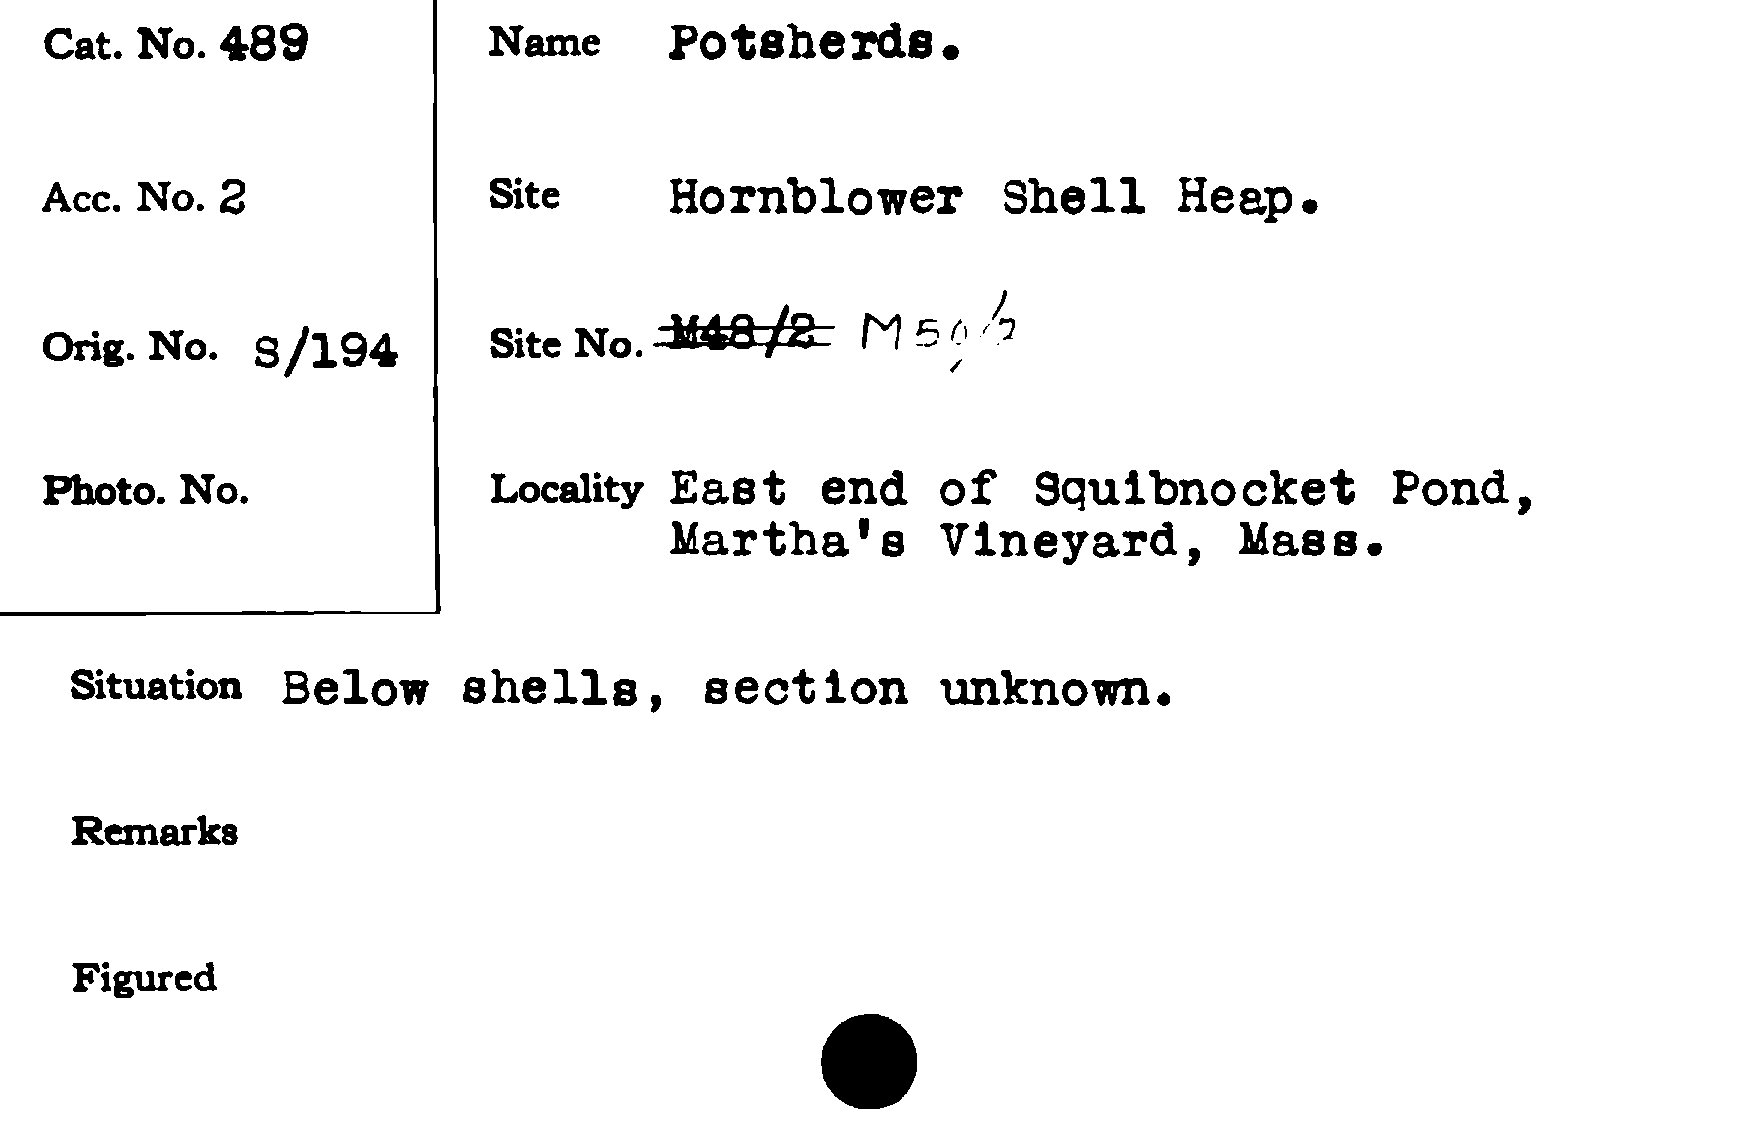 Cat. No. 489
Name Potsherds.
Acc. No. 2
Site Hornblower Shell Heap.
Orig. No. S/194
Site No. M48/2 M50/2
Photo. No.
Locality East end of Squibnocket Pond,
Martha's Vineyard, Mass.
Situation Below shells, section unknown.
Remarks
Figured